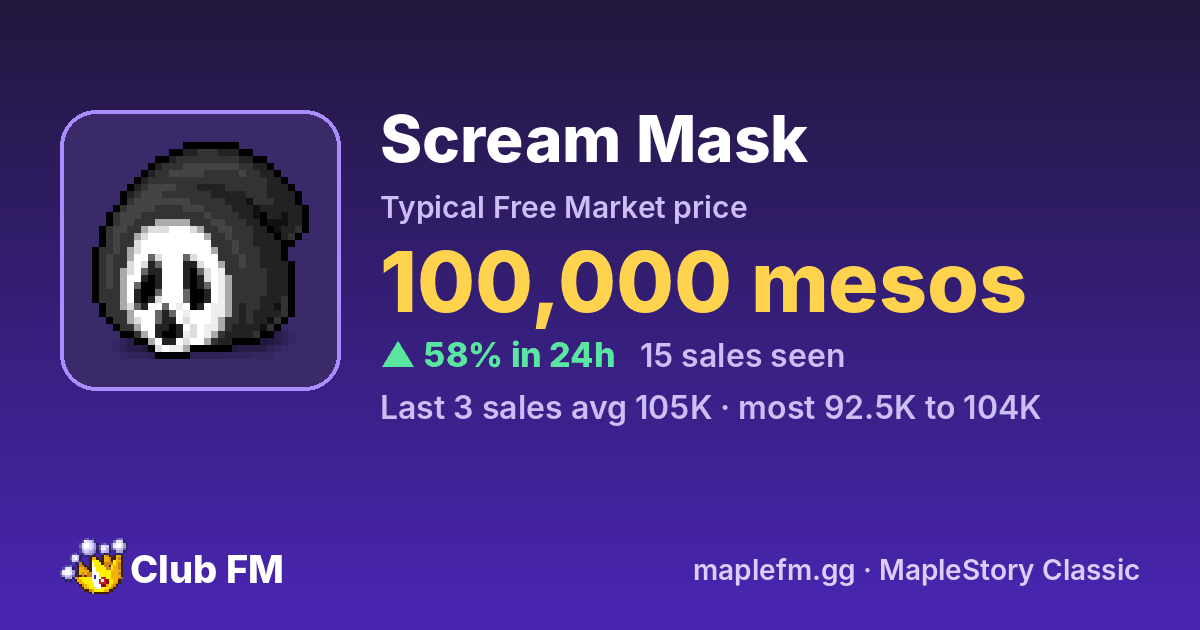 Scream Mask
Typical Free Market price
100,000 mesos
▲ 58% in 24h 15 sales seen
Last 3 sales avg 105K · most 92.5K to 104K
Club FM
maplefm.gg · MapleStory Classic